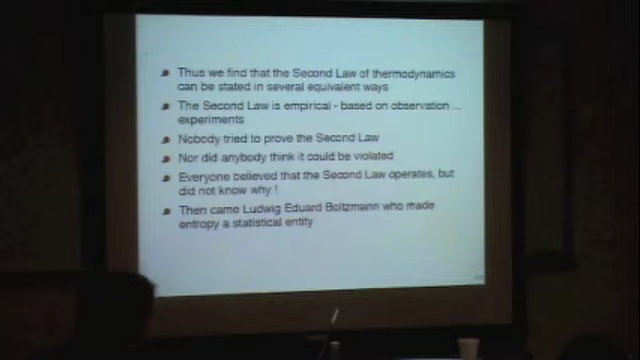 Thus we find that the Second Law of thermodynamics
can be stated in several equivalent ways
The Second Law is empirical - based on observation ...
experiments
Nobody tried to prove the Second Law
Nor did anybody think it could be violated
Everyone believed that the Second Law operates, but
did not know why !
Then came Ludwig Eduard Boltzmann who made
entropy a statistical entity